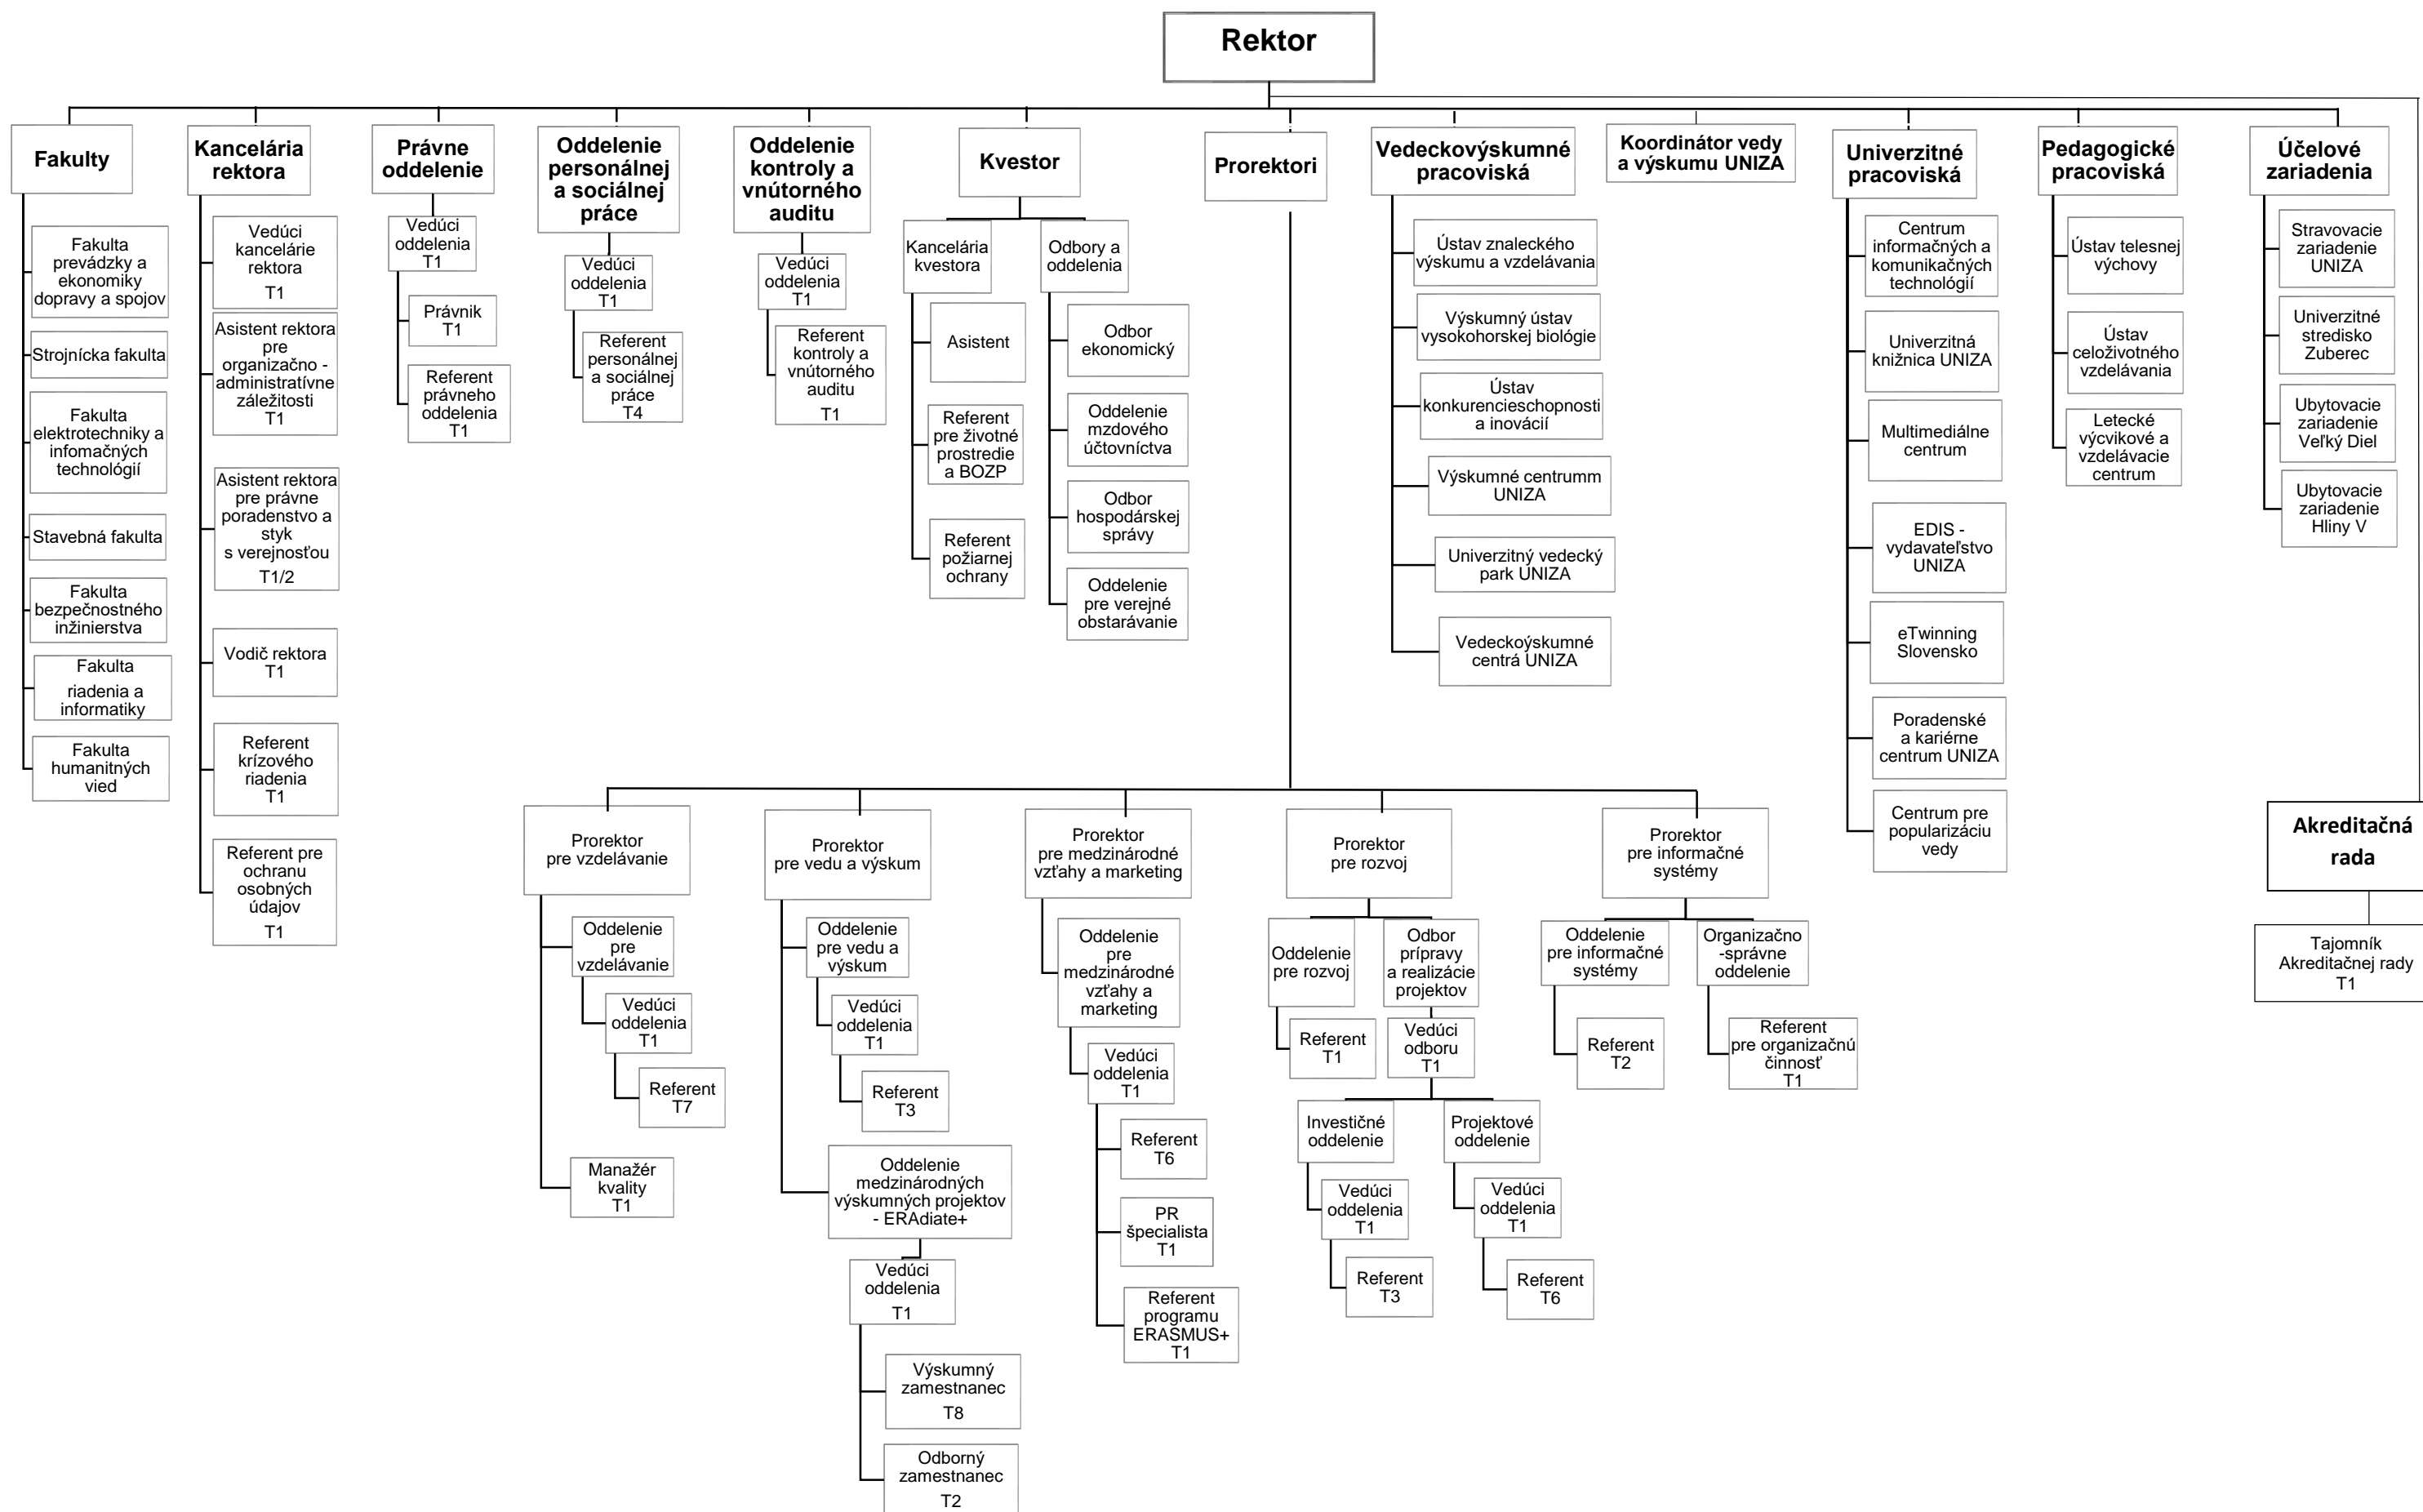 Rektor
Fakulty
Fakulta
prevádzky a
ekonomiky
dopravy a spojov
Strojnícka fakulta
Fakulta
elektrotechniky a
infomačných
technológií
Stavebná fakulta
Fakulta
bezpečnostného
inžinierstva
Fakulta
riadenia a
informatiky
Fakulta
humanitných
vied
Kancelária
rektora
Vedúci
kancelárie
rektora
T1
Asistent rektora
pre
organizačno -
administratívne
záležitosti
T1
Asistent rektora
pre právne
poradenstvo a
styk
s verejnosťou
T1/2
Vodič rektora
T1
Referent
krízového
riadenia
T1
Referent pre
ochranu
osobných
údajov
T1
Právne
oddelenie
Vedúci
oddelenia
T1
Právnik
T1
Referent
právneho
oddelenia
T1
Oddelenie
personálnej
a sociálnej
práce
Vedúci
oddelenia
T1
Referent
personálnej
a sociálnej
práce
T4
Oddelenie
kontroly a
vnútorného
auditu
Vedúci
oddelenia
T1
Referent
kontroly a
vnútorného
auditu
T1
Kvestor
Kancelária
kvestora
Asistent
Referent
pre životné
prostredie
a BOZP
Referent
požiarnej
ochrany
Odbory a
oddelenia
Odbor
ekonomický
Oddelenie
mzdového
účtovníctva
Odbor
hospodárskej
správy
Oddelenie
pre verejné
obstarávanie
Prorektori
Vedeckovýskumné
pracoviská
Ústav znaleckého
výskumu a vzdelávania
Výskumný ústav
vysokohorskej biológie
Ústav
konkurencieschopnosti
a inovácií
Výskumné centrumm
UNIZA
Univerzitný vedecký
park UNIZA
Vedeckoýskumné
centrá UNIZA
Koordinátor vedy
a výskumu UNIZA
Univerzitné
pracoviská
Centrum
informačných a
komunikačných
technológií
Univerzitná
knižnica UNIZA
Multimediálne
centrum
EDIS -
vydavateľstvo
UNIZA
eTwinning
Slovensko
Poradenské
a kariérne
centrum UNIZA
Centrum pre
popularizáciu
vedy
Pedagogické
pracoviská
Ústav telesnej
výchovy
Ústav
celoživotného
vzdelávania
Letecké
výcvikové a
vzdelávacie
centrum
Účelové
zariadenia
Stravovacie
zariadenie
UNIZA
Univerzitné
stredisko
Zuberec
Ubytovacie
zariadenie
Veľký Diel
Ubytovacie
zariadenie
Hliny V
Prorektor
pre vzdelávanie
Oddelenie
pre
vzdelávanie
Vedúci
oddelenia
T1
Referent
T7
Manažér
kvality
T1
Prorektor
pre vedu a výskum
Oddelenie
pre vedu a
výskum
Vedúci
oddelenia
T1
Referent
T3
Oddelenie
medzinárodných
výskumných projektov
- ERAdiate+
Vedúci
oddelenia
T1
Výskumný
zamestnanec
T8
Odborný
zamestnanec
T2
Prorektor
pre medzinárodné
vzťahy a marketing
Oddelenie
pre
medzinárodné
vzťahy a
marketing
Vedúci
oddelenia
T1
Referent
T6
PR
špecialista
T1
Referent
programu
ERASMUS+
T1
Prorektor
pre rozvoj
Oddelenie
pre rozvoj
Referent
T1
Odbor
prípravy
a realizácie
projektov
Vedúci
odboru
T1
Investičné
oddelenie
Vedúci
oddelenia
T1
Referent
T3
Projektové
oddelenie
Vedúci
oddelenia
T1
Referent
T6
Prorektor
pre informačné
systémy
Oddelenie
pre informačné
systémy
Referent
T2
Organizačno
-správne
oddelenie
Referent
pre organizačnú
činnosť
T1
Akreditačná
rada
Tajomník
Akreditačnej rady
T1